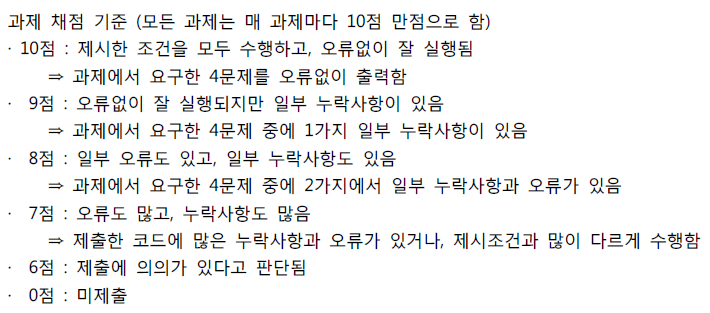 과제 채점 기준 (모든 과제는 매 과제마다 10점 만점으로 함)
· 10점 : 제시한 조건을 모두 수행하고, 오류없이 잘 실행됨
⇒ 과제에서 요구한 4문제를 오류없이 출력함
· 9점 : 오류없이 잘 실행되지만 일부 누락사항이 있음
⇒ 과제에서 요구한 4문제 중에 1가지 일부 누락사항이 있음
· 8점 : 일부 오류도 있고, 일부 누락사항도 있음
⇒ 과제에서 요구한 4문제 중에 2가지에서 일부 누락사항과 오류가 있음
· 7점 : 오류도 많고, 누락사항도 많음
⇒ 제출한 코드에 많은 누락사항과 오류가 있거나, 제시조건과 많이 다르게 수행함
· 6점 : 제출에 의의가 있다고 판단됨
· 0점 : 미제출